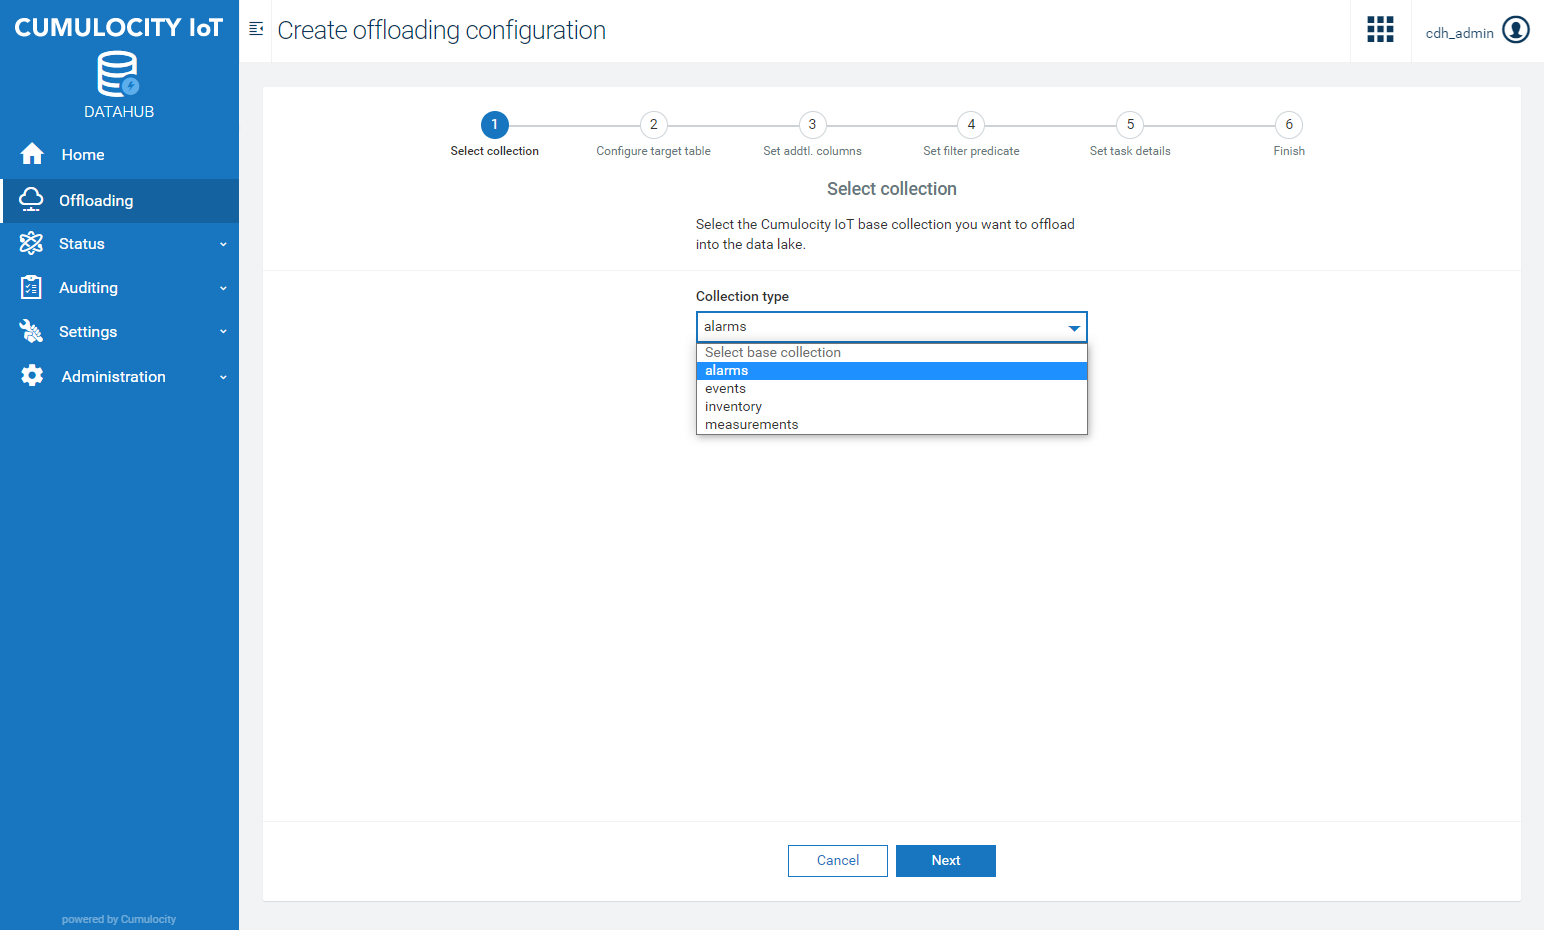 CUMULOCITY IoT
DATAHUB
Home
Offloading
Status
Auditing
Settings
Administration
powered by Cumulocity
Create offloading configuration
cdh_admin
1
2
3
4
5
6
Select collection
Configure target table
Set addtl. columns
Set filter predicate
Set task details
Finish
Select collection
Select the Cumulocity IoT base collection you want to offload
into the data lake.
Collection type
alarms
Select base collection
alarms
events
inventory
measurements
Cancel
Next